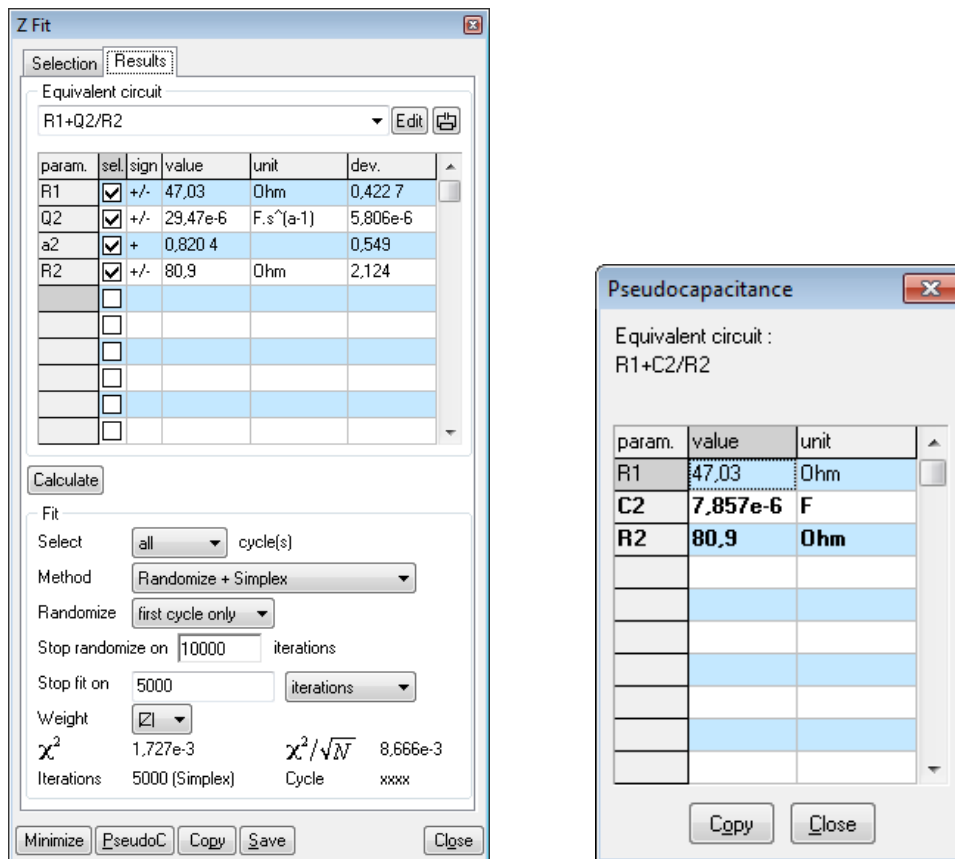 Z Fit
Selection Results
Equivalent circuit
R1+Q2/R2 Edit
param. sel. sign value unit dev.
R1 +/- 47,03 Ohm 0,422 7
Q2 +/- 29,47e-6 F.s^(a-1) 5,806e-6
a2 + 0,820 4 0,549
R2 +/- 80,9 Ohm 2,124
Calculate
Fit
Select all cycle(s)
Method Randomize + Simplex
Randomize first cycle only
Stop randomize on 10000 iterations
Stop fit on 5000 iterations
Weight |Z|
χ² 1,727e-3 χ²/√N 8,666e-3
Iterations 5000 (Simplex) Cycle xxxx
Minimize PseudoC Copy Save Close
Pseudocapacitance
Equivalent circuit :
R1+C2/R2
param. value unit
R1 47,03 Ohm
C2 7,857e-6 F
R2 80,9 Ohm
Copy Close